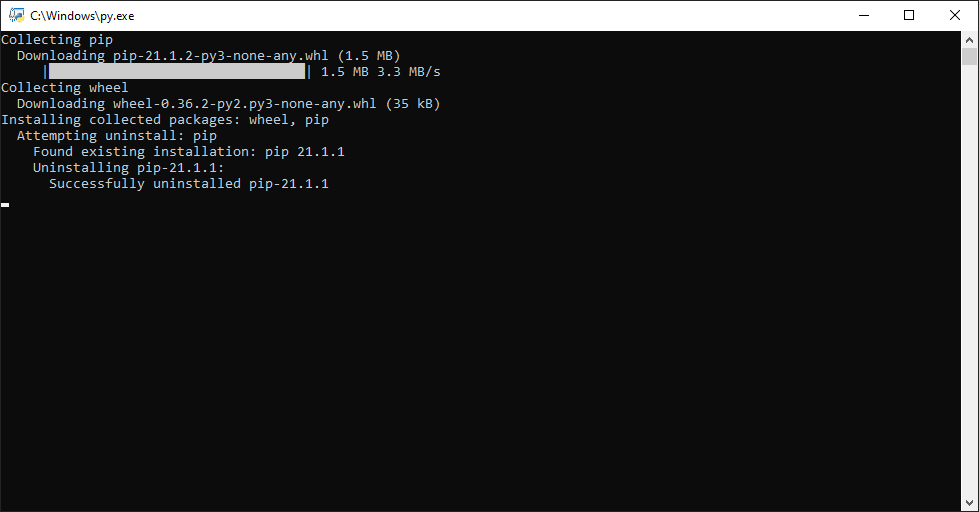 C:\Windows\py.exe
Collecting pip
  Downloading pip-21.1.2-py3-none-any.whl (1.5 MB)
     |████████████████████████████████| 1.5 MB 3.3 MB/s
Collecting wheel
  Downloading wheel-0.36.2-py2.py3-none-any.whl (35 kB)
Installing collected packages: wheel, pip
  Attempting uninstall: pip
    Found existing installation: pip 21.1.1
    Uninstalling pip-21.1.1:
      Successfully uninstalled pip-21.1.1